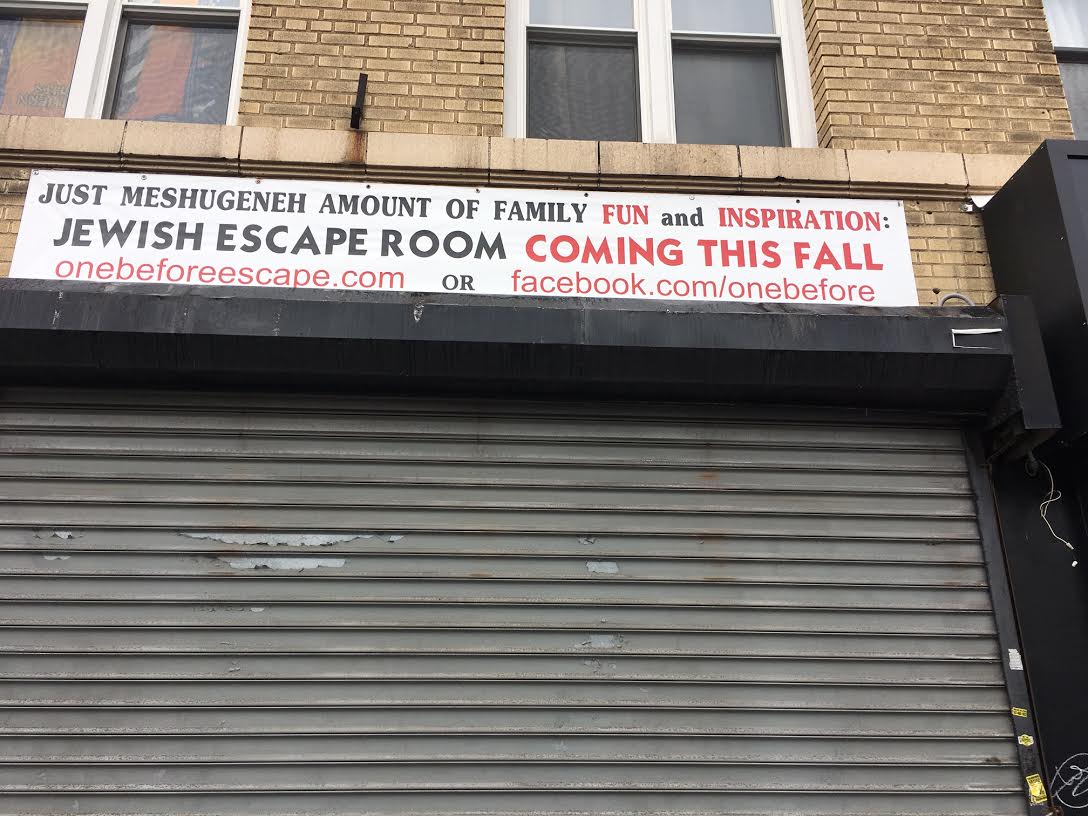 JUST MESHUGENEH AMOUNT OF FAMILY FUN and INSPIRATION:
JEWISH ESCAPE ROOM COMING THIS FALL
onebeforeescape.com OR facebook.com/onebefore